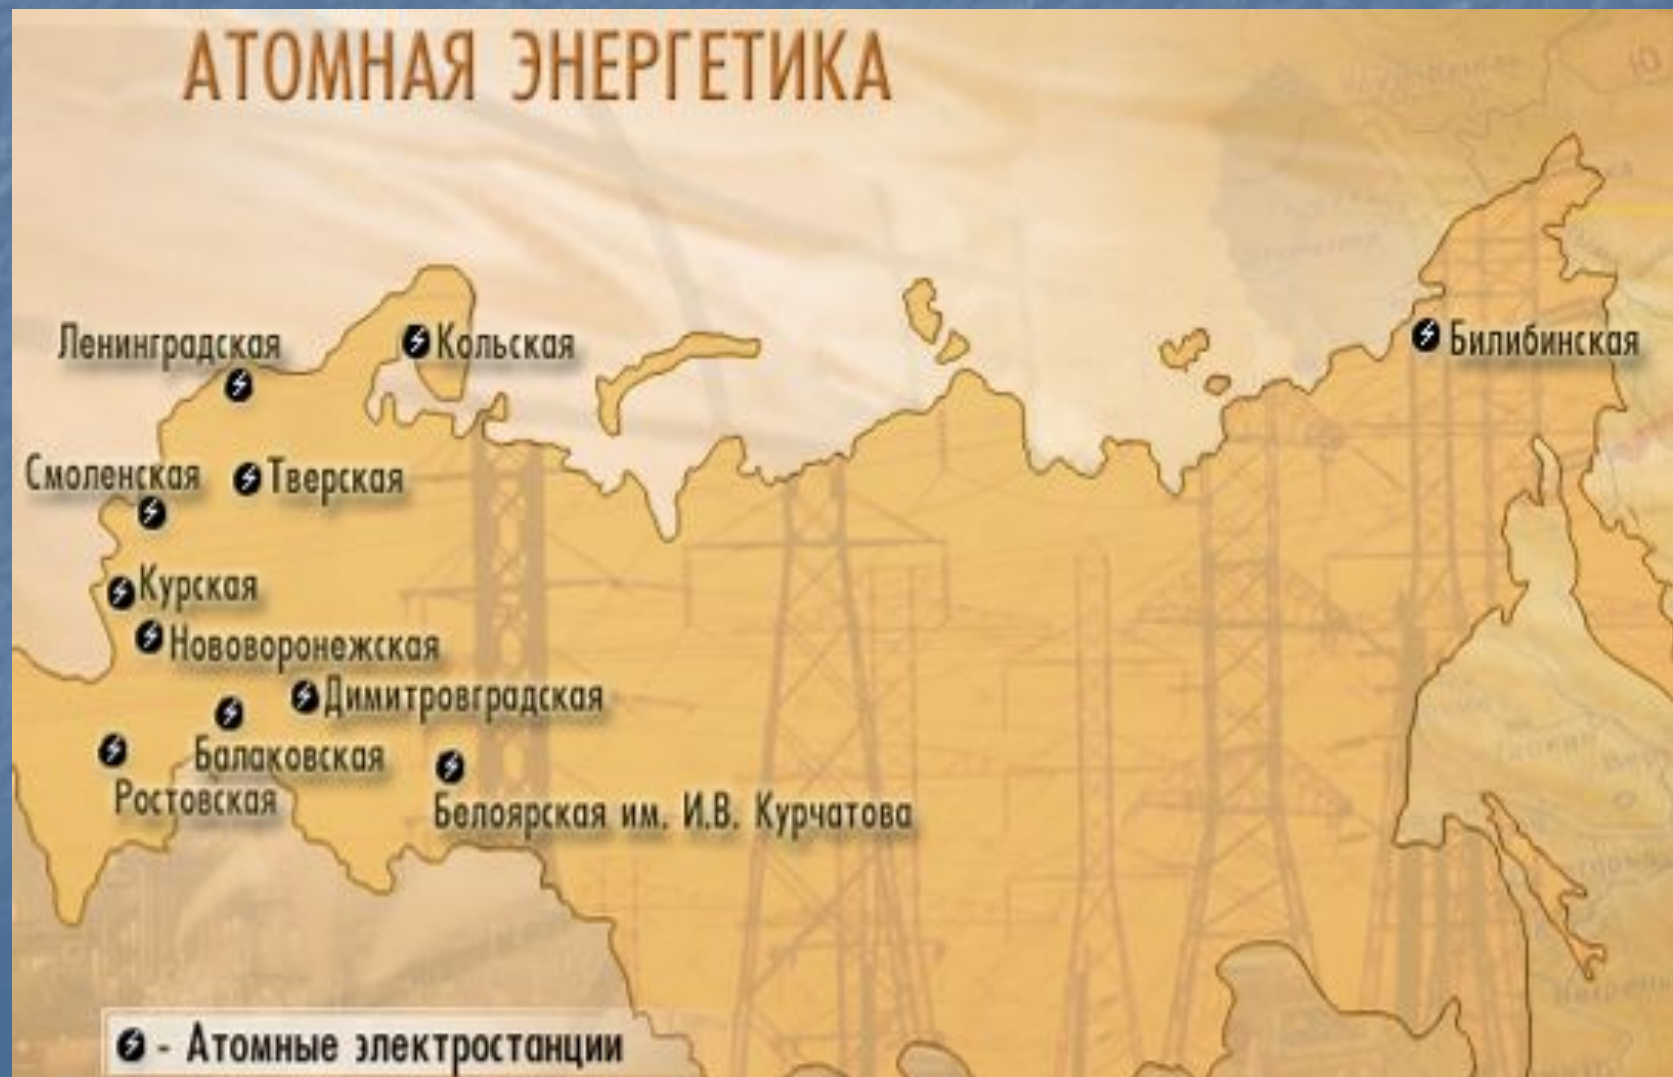 АТОМНАЯ ЭНЕРГЕТИКА
Ленинградская
Кольская
Билибинская
Смоленская
Тверская
Курская
Нововоронежская
Димитровградская
Балаковская
Ростовская
Белоярская им. И.В. Курчатова
- Атомные электростанции